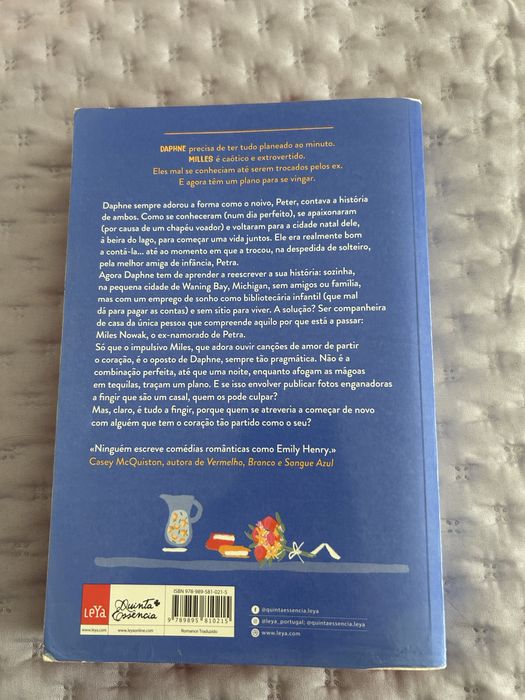 DAPHNE precisa de ter tudo planeado ao minuto.
MILLES é caótico e extrovertido.
Eles mal se conheciam até serem trocados pelos ex.
E agora têm um plano para se vingar.
Daphne sempre adorou a forma como o noivo, Peter, contava a história
de ambos. Como se conheceram (num dia perfeito), se apaixonaram
(por causa de um chapéu voador) e voltaram para a cidade natal dele,
à beira do lago, para começar uma vida juntos. Ele era realmente bom
a contá-la... até ao momento em que a trocou, na despedida de solteiro,
pela melhor amiga de infância, Petra.
Agora Daphne tem de aprender a reescrever a sua história: sozinha,
na pequena cidade de Waning Bay, Michigan, sem amigos ou família,
mas com um emprego de sonho como bibliotecária infantil (que mal
dá para pagar as contas) e sem sítio para viver. A solução? Ser companheira
de casa da única pessoa que compreende aquilo por que está a passar:
Miles Nowak, o ex-namorado de Petra.
Só que o impulsivo Miles, que adora ouvir canções de amor de partir
o coração, é o oposto de Daphne, sempre tão pragmática. Não é a
combinação perfeita, até que uma noite, enquanto afogam as mágoas
em tequilas, traçam um plano. E se isso envolver publicar fotos enganadoras
a fingir que são um casal, quem os pode culpar?
Mas, claro, é tudo a fingir, porque quem se atreveria a começar de novo
com alguém que tem o coração tão partido como o seu?
«Ninguém escreve comédias românticas como Emily Henry.»
Casey McQuiston, autora de Vermelho, Branco e Sangue Azul
LEYA
www.leya.com
Quinta Essência
www.leyaonline.com
ISBN 978-989-581-021-5
9 789895 810215
Romance Traduzido
@quintaessencia.leya
@leya_portugal; @quintaessencia.leya
www.leya.com